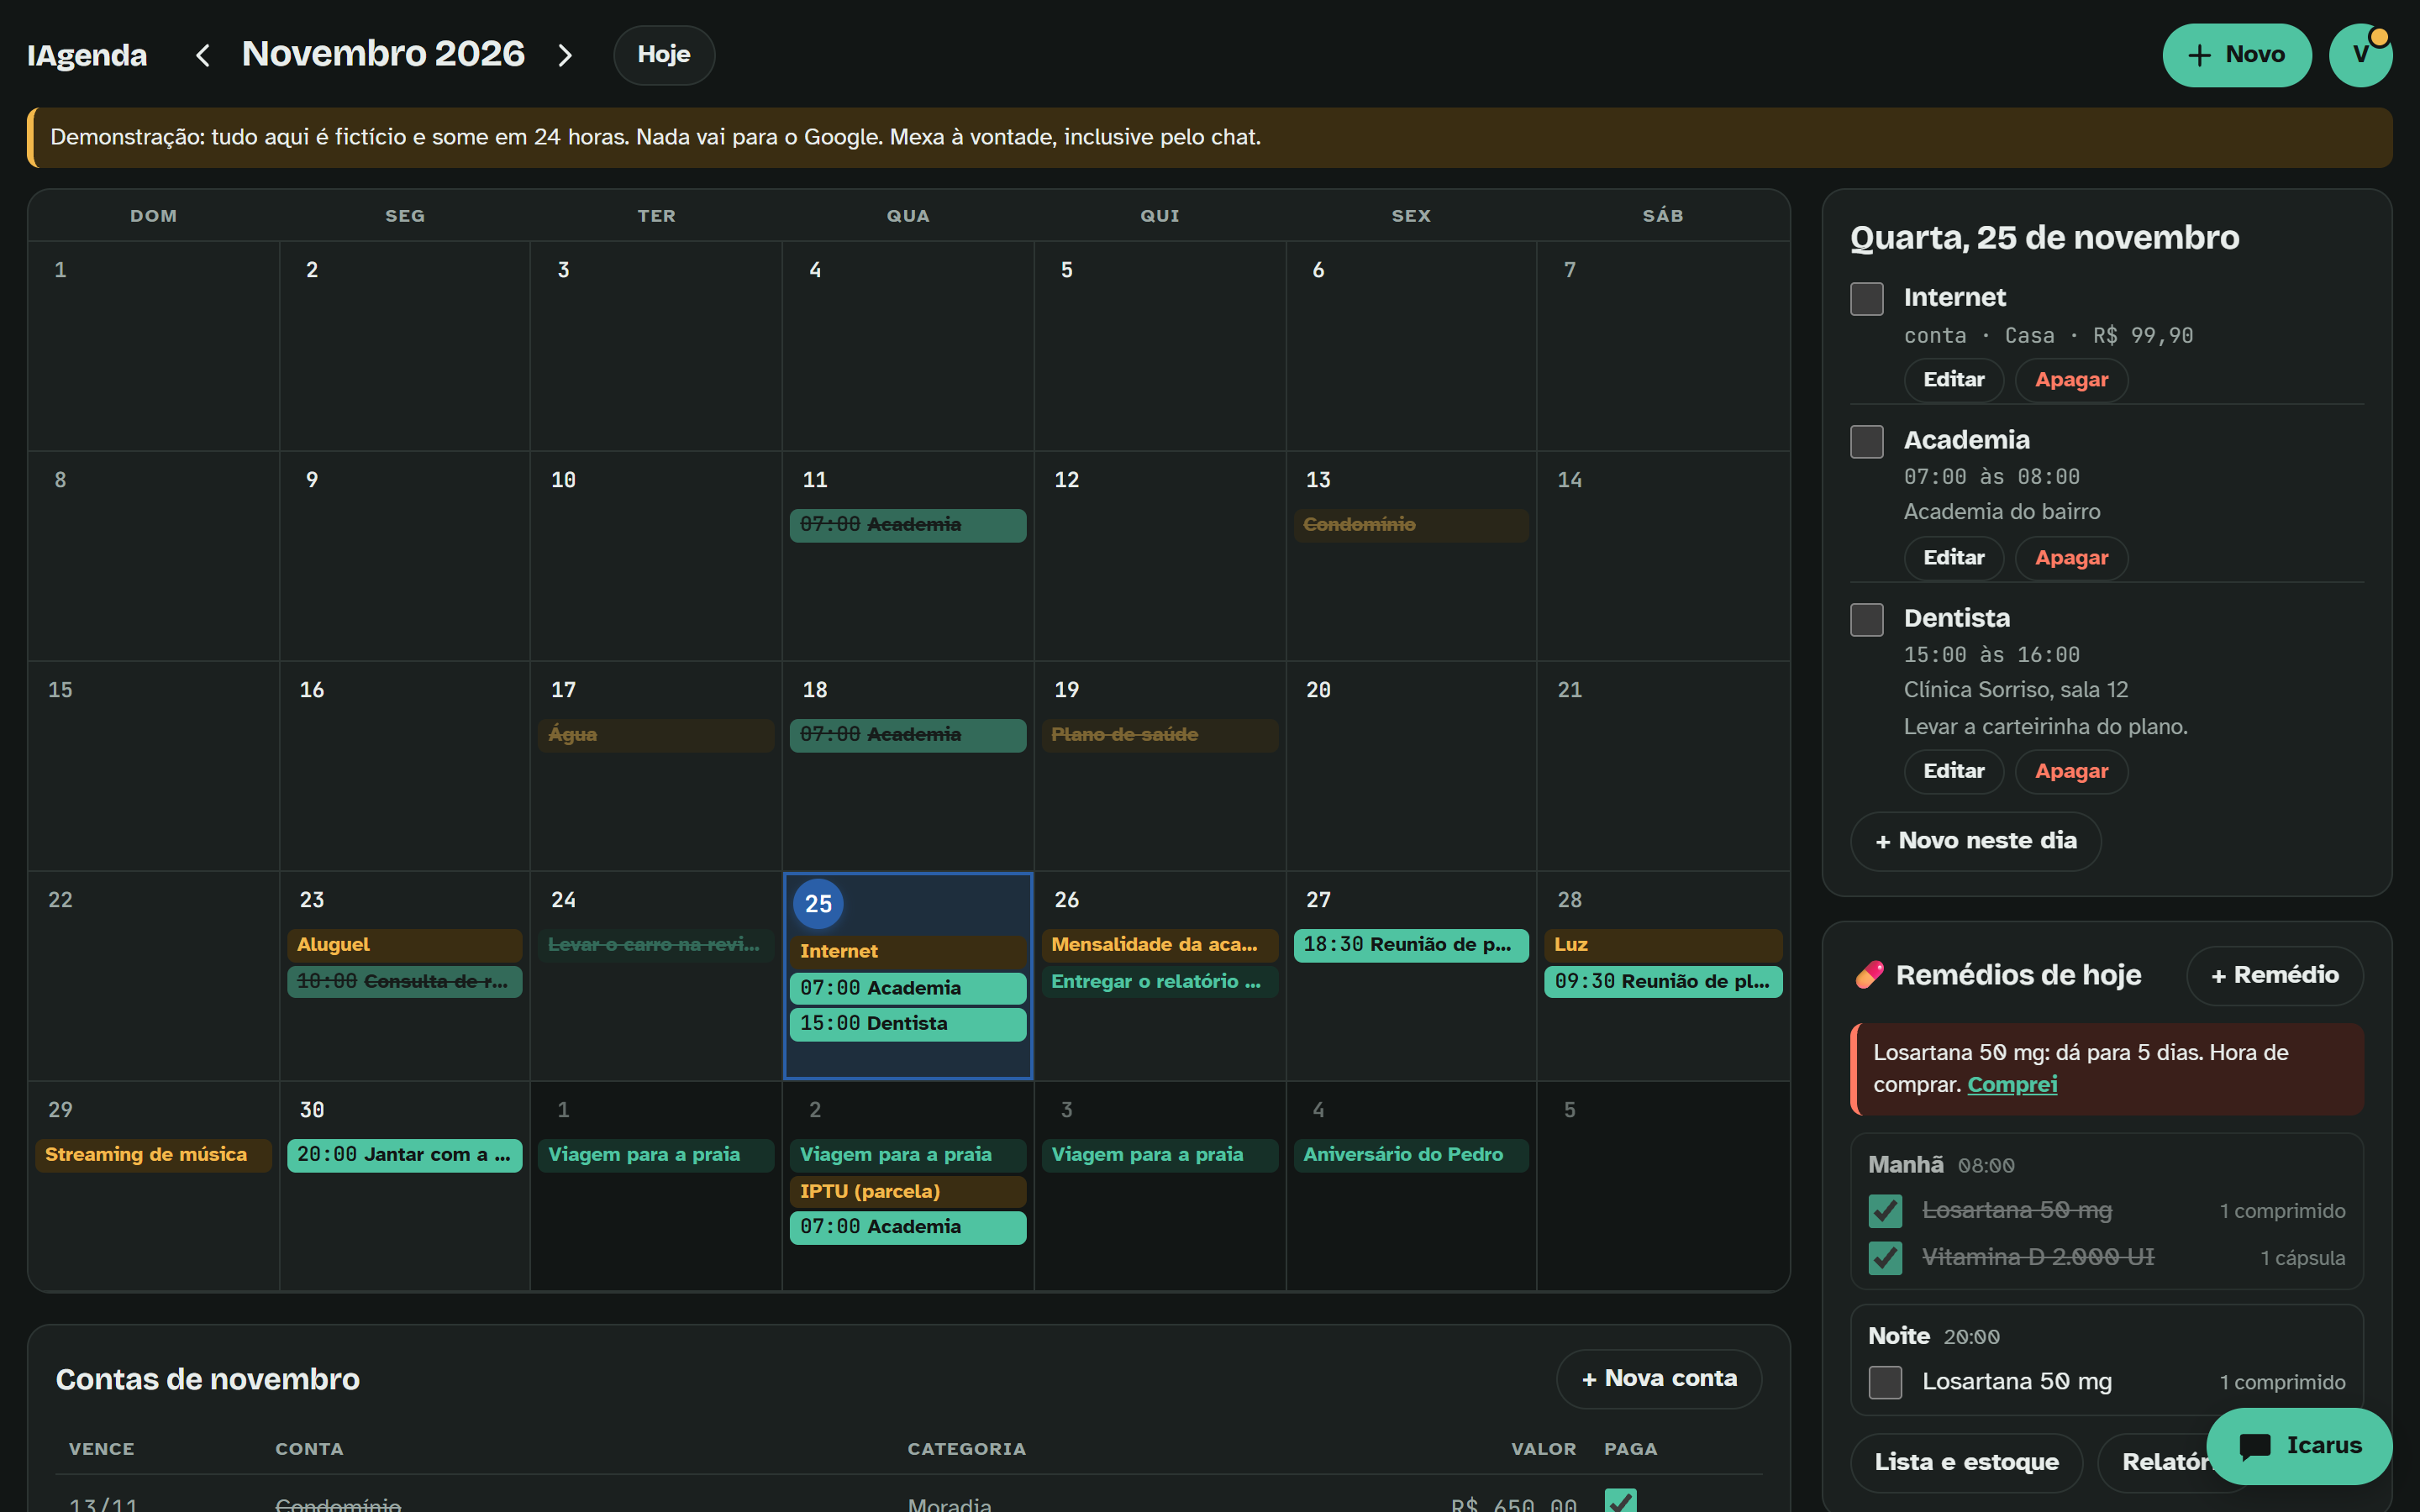 IAgenda
Novembro 2026
Hoje
+ Novo
V
Demonstração: tudo aqui é fictício e some em 24 horas. Nada vai para o Google. Mexa à vontade, inclusive pelo chat.
DOM SEG TER QUA QUI SEX SÁB
1 2 3 4 5 6 7
8 9 10 11 12 13 14
07:00 Academia
Condomínio
15 16 17 18 19 20 21
Água
07:00 Academia
Plano de saúde
22 23 24 25 26 27 28
Aluguel
10:00 Consulta de r...
Levar o carro na revi...
Internet
07:00 Academia
15:00 Dentista
Mensalidade da aca...
Entregar o relatório ...
18:30 Reunião de p...
Luz
09:30 Reunião de pl...
29 30 1 2 3 4 5
Streaming de música
20:00 Jantar com a ...
Viagem para a praia
Viagem para a praia
IPTU (parcela)
07:00 Academia
Viagem para a praia
Aniversário do Pedro
Contas de novembro
+ Nova conta
VENCE CONTA CATEGORIA VALOR PAGA
13/11 Condomínio Moradia R$ 650,00
Quarta, 25 de novembro
Internet
conta · Casa · R$ 99,90
Editar Apagar
Academia
07:00 às 08:00
Academia do bairro
Editar Apagar
Dentista
15:00 às 16:00
Clínica Sorriso, sala 12
Levar a carteirinha do plano.
Editar Apagar
+ Novo neste dia
Remédios de hoje
+ Remédio
Losartana 50 mg: dá para 5 dias. Hora de
comprar. Comprei
Manhã 08:00
Losartana 50 mg 1 comprimido
Vitamina D 2.000 UI 1 cápsula
Noite 20:00
Losartana 50 mg 1 comprimido
Lista e estoque
Relatór
Icarus